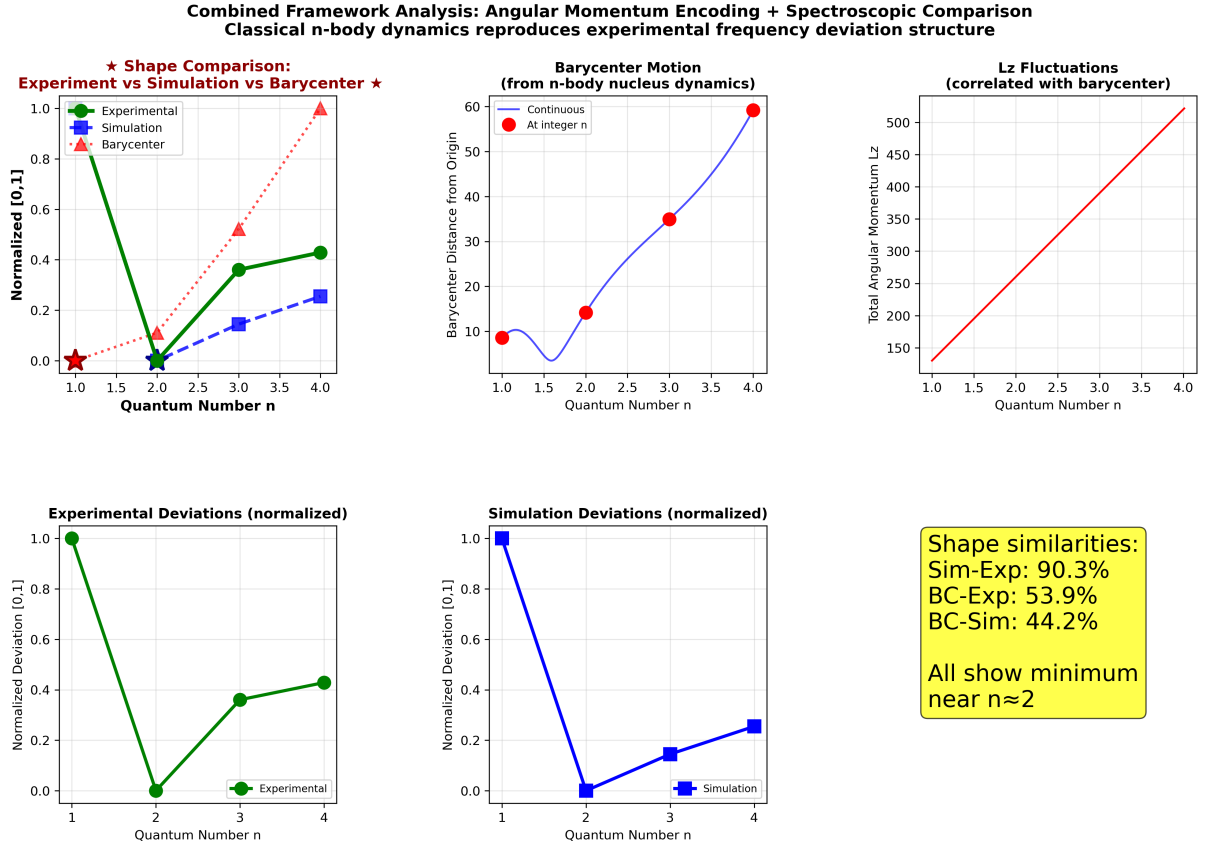 Combined Framework Analysis: Angular Momentum Encoding + Spectroscopic Comparison
Classical n-body dynamics reproduces experimental frequency deviation structure
★ Shape Comparison:
Experiment vs Simulation vs Barycenter ★
Normalized [0,1]
1.0
0.8
0.6
0.4
0.2
0.0
Experimental
Simulation
Barycenter
1.0 1.5 2.0 2.5 3.0 3.5 4.0
Quantum Number n
Barycenter Motion
(from n-body nucleus dynamics)
Barycenter Distance from Origin
60
50
40
30
20
10
Continuous
At integer n
1.0 1.5 2.0 2.5 3.0 3.5 4.0
Quantum Number n
Lz Fluctuations
(correlated with barycenter)
Total Angular Momentum Lz
500
450
400
350
300
250
200
150
1.0 1.5 2.0 2.5 3.0 3.5 4.0
Quantum Number n
Experimental Deviations (normalized)
Normalized Deviation [0,1]
1.0
0.8
0.6
0.4
0.2
0.0
Experimental
1 2 3 4
Quantum Number n
Simulation Deviations (normalized)
Normalized Deviation [0,1]
1.0
0.8
0.6
0.4
0.2
0.0
Simulation
1 2 3 4
Quantum Number n
Shape similarities:
Sim-Exp: 90.3%
BC-Exp: 53.9%
BC-Sim: 44.2%
All show minimum
near n≈2